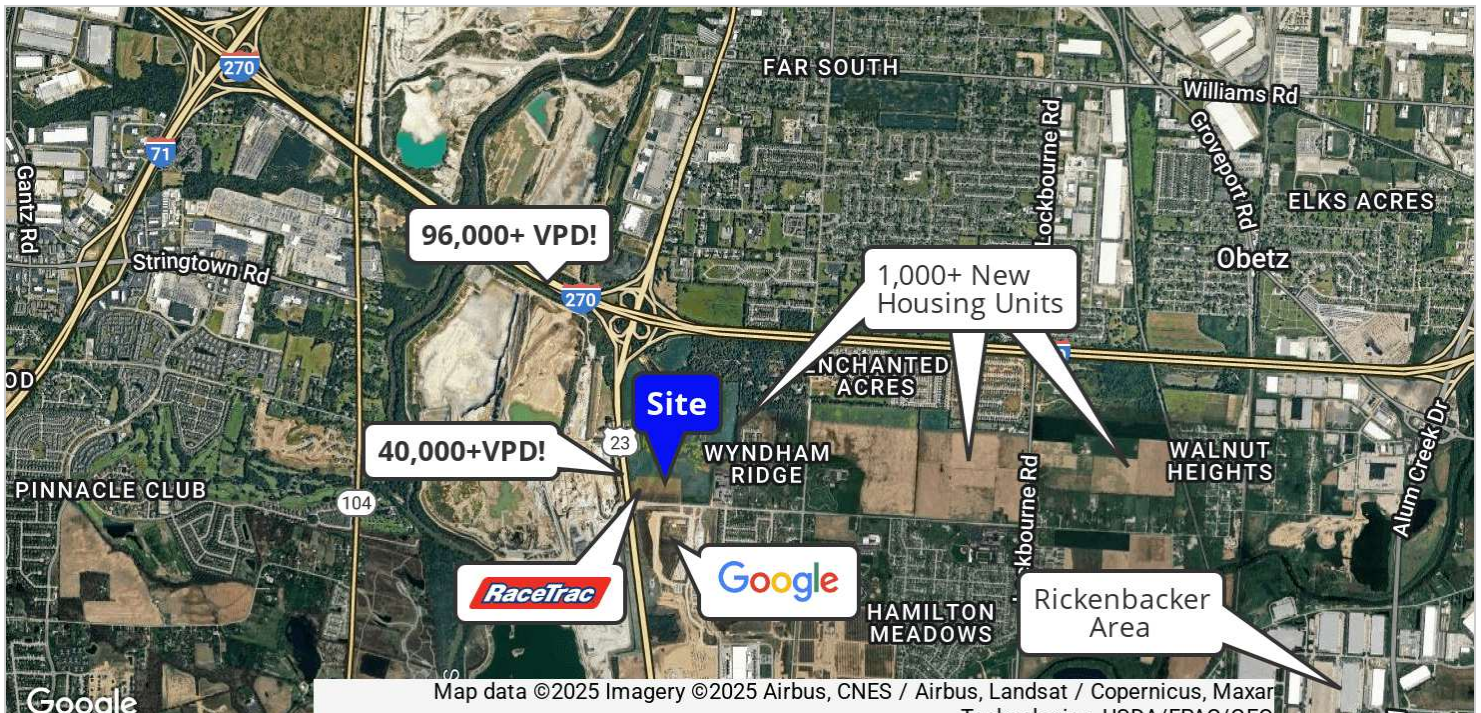 270
FAR SOUTH
Williams Rd
71
Gantz Rd
Lockbourne Rd
Groveport Rd
ELKS ACRES
96,000+ VPD!
Stringtown Rd
1,000+ New
Housing Units
Obetz
270
OD
ENCHANTED
ACRES
Site
23
40,000+VPD!
WYNDHAM
RIDGE
WALNUT
HEIGHTS
Alum Creek Dr
PINNACLE CLUB
104
ckbourne Rd
RaceTrac
Google
HAMILTON
MEADOWS
Rickenbacker
Area
S
Google
Map data ©2025 Imagery ©2025 Airbus, CNES / Airbus, Landsat / Copernicus, Maxar